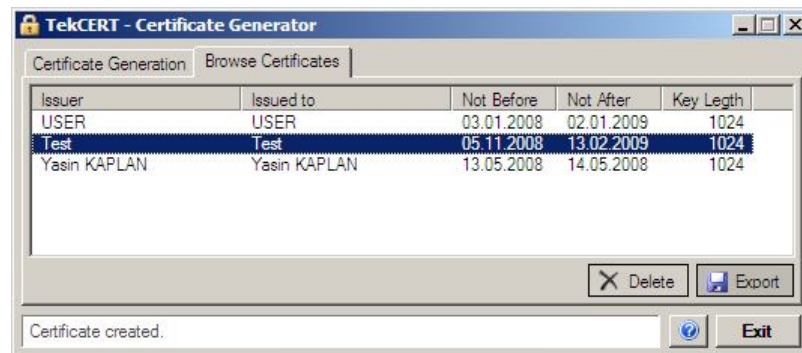 TekCERT - Certificate Generator
Certificate Generation Browse Certificates
Issuer Issued to Not Before Not After Key Legth
USER USER 03.01.2008 02.01.2009 1024
Test Test 05.11.2008 13.02.2009 1024
Yasin KAPLAN Yasin KAPLAN 13.05.2008 14.05.2008 1024
Delete Export
Certificate created. Exit